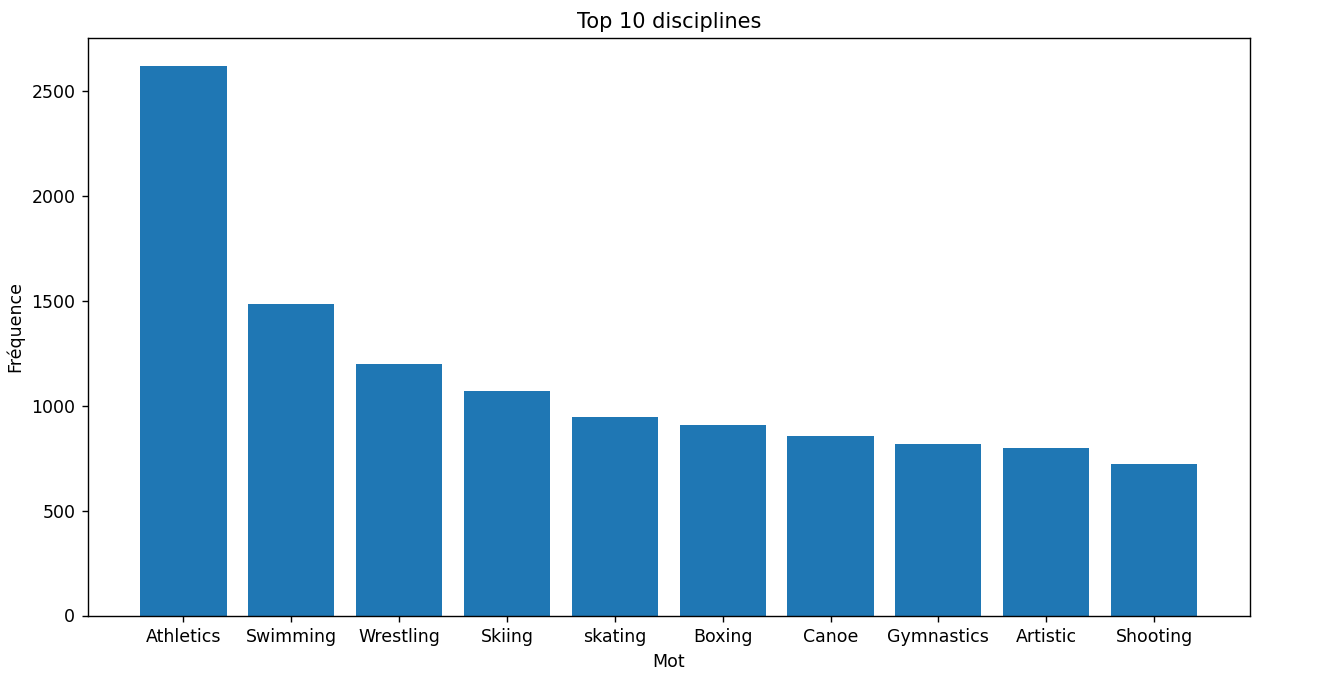 Top 10 disciplines
Fréquence
2500
2000
1500
1000
500
0
Athletics Swimming Wrestling Skiing skating Boxing Canoe Gymnastics Artistic Shooting
Mot